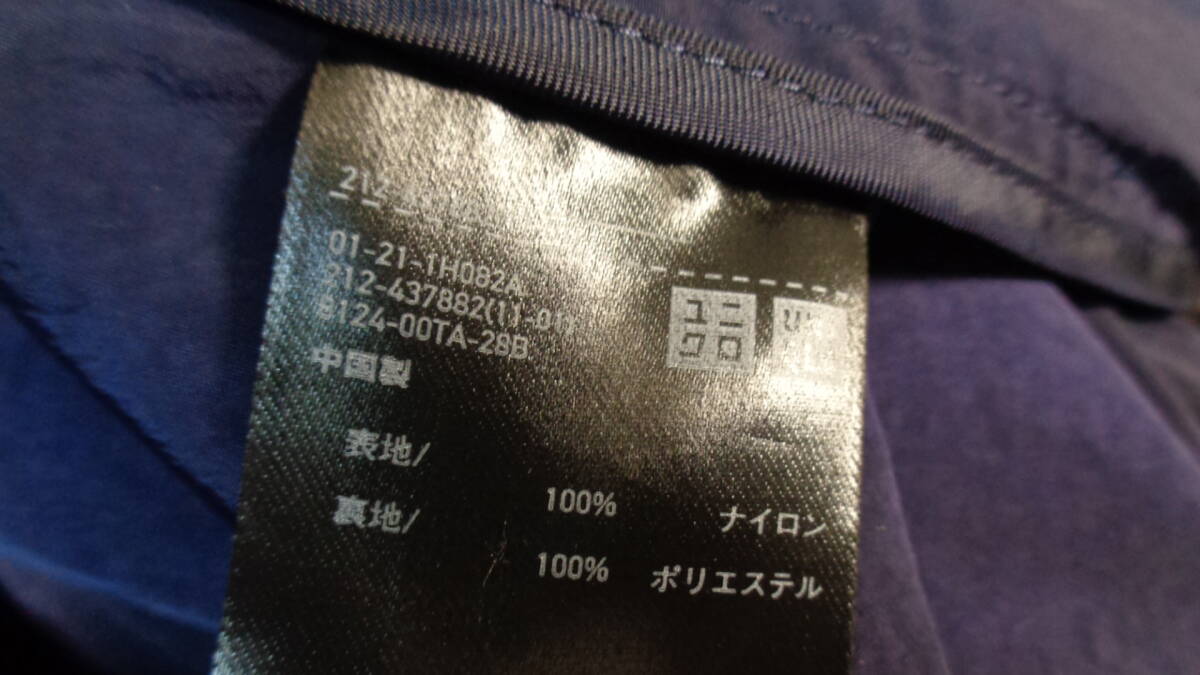 01-21-1H082A
212-437882(11-01)
8124-00TA-28B
ユニ
クロ
中国製
表地/
100% ナイロン
裏地/
100% ポリエステル